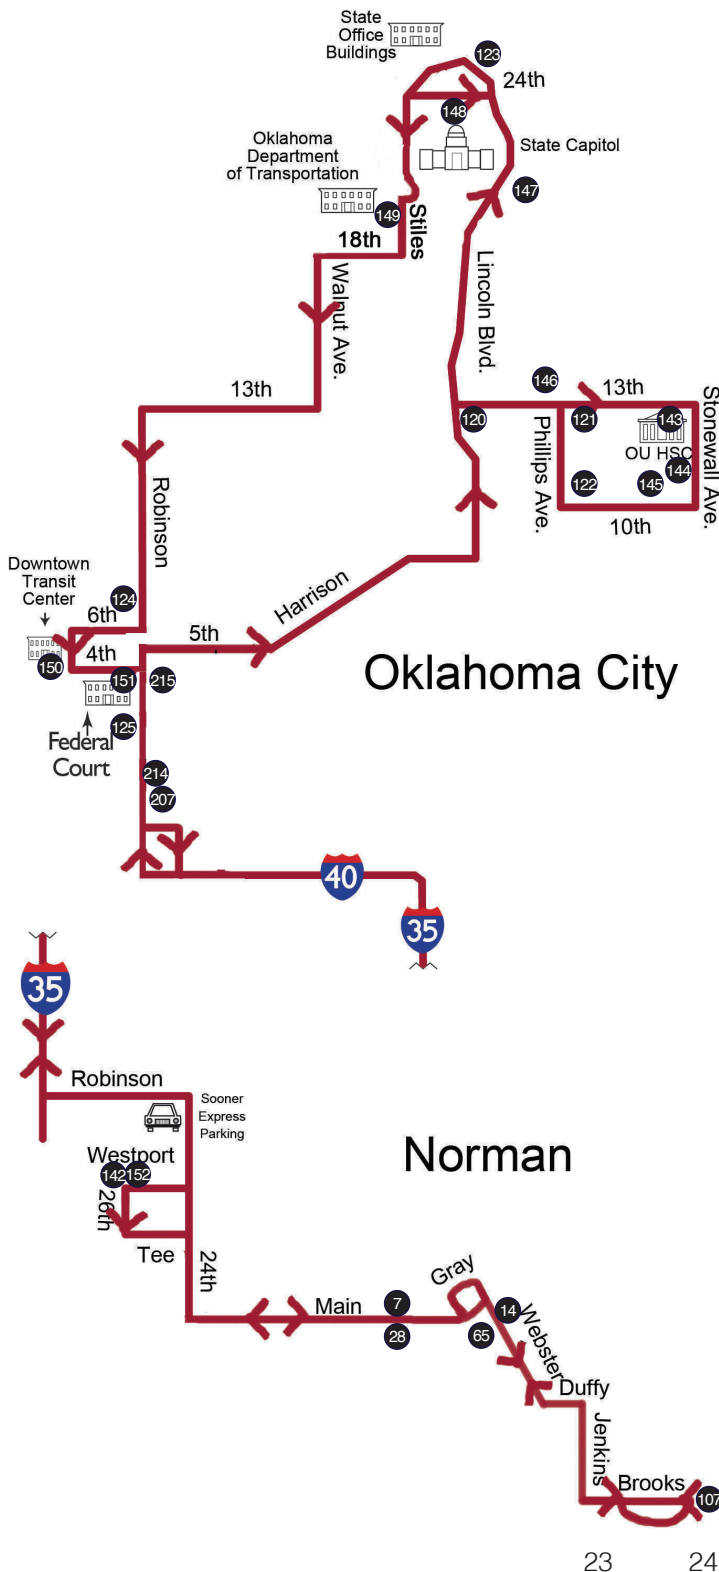 State
Office
Buildings
123
24th
148
Oklahoma
Department
of Transportation
State Capitol
147
149
Stiles
18th
Walnut Ave.
Lincoln Blvd.
13th
146
13th
Stonewall Ave.
120
121
143
Phillips Ave.
OU HSC
144
122
145
10th
Robinson
Downtown
Transit
Center
124
6th
Harrison
5th
4th
150
151
215
Oklahoma City
125
Federal
Court
214
207
40
35
35
Robinson
Sooner
Express
Parking
Norman
Westport
142
152
26th
Tee
24th
Gray
Main
7
14
28
65
Webster
Duffy
Jenkins
Brooks
107
23
24